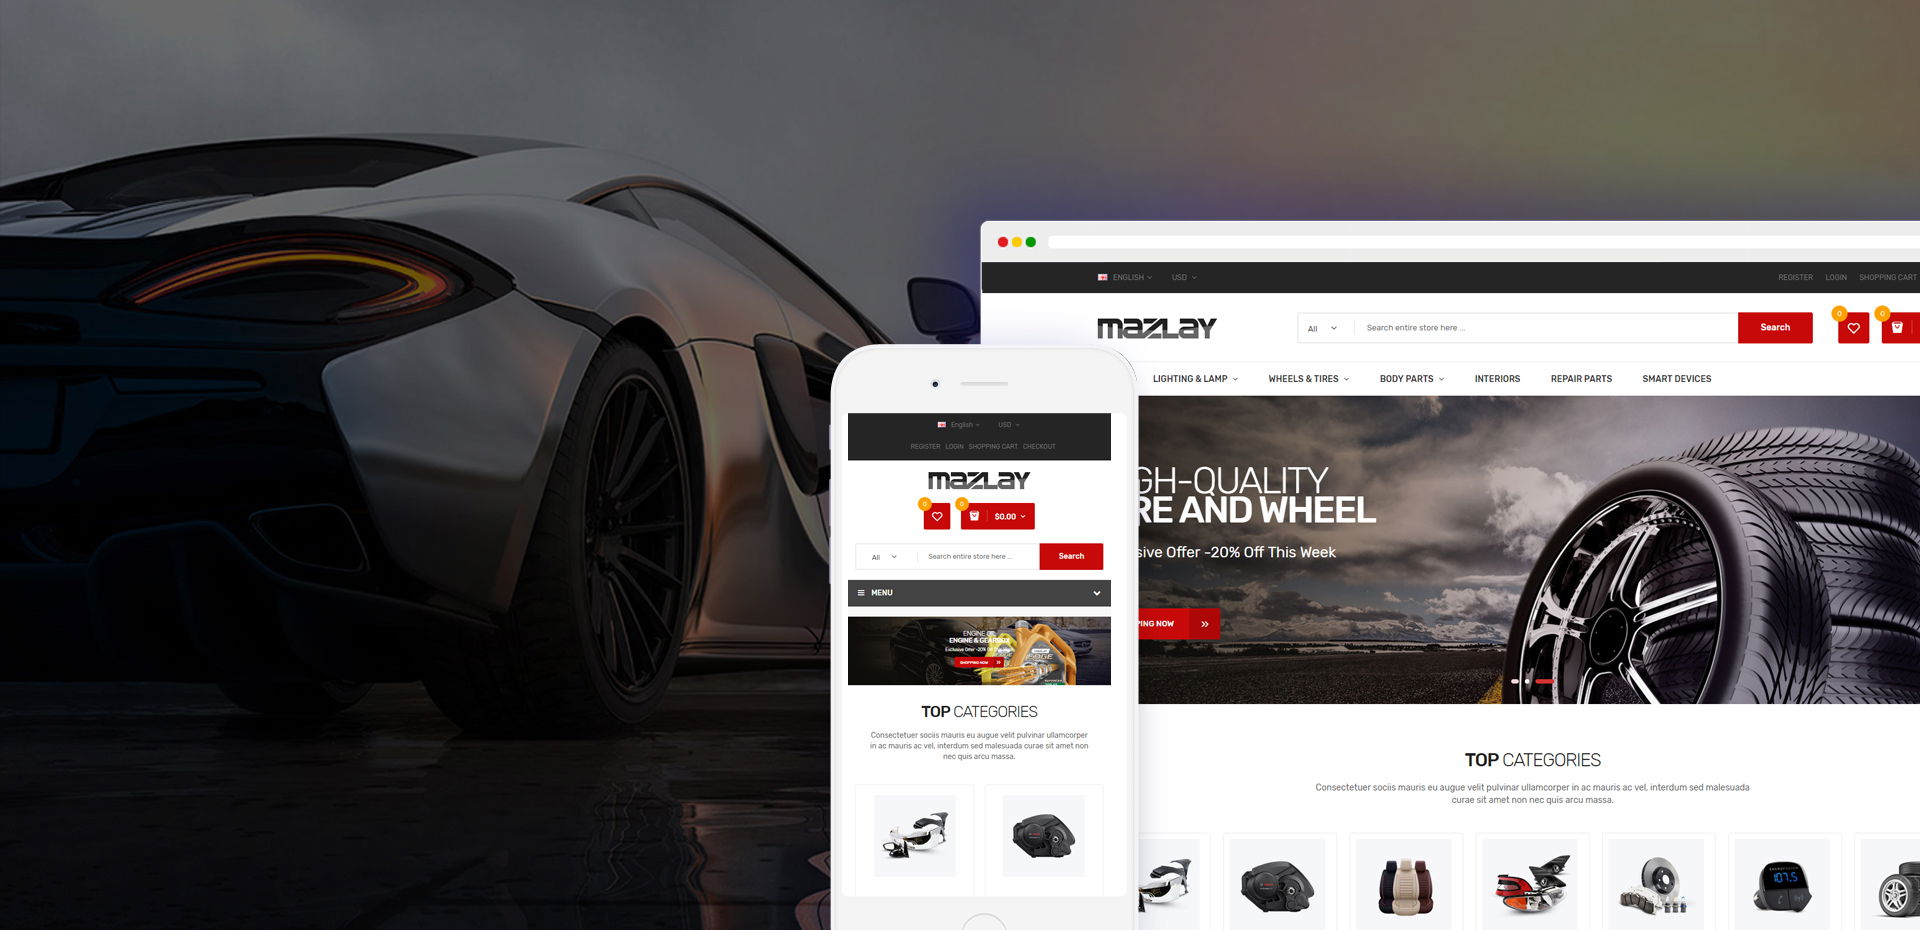 ENGLISH USD REGISTER LOGIN SHOPPING CART
mazlay All Search entire store here ... Search 0 0
LIGHTING & LAMP WHEELS & TIRES BODY PARTS INTERIORS REPAIR PARTS SMART DEVICES
GH-QUALITY
RE AND WHEEL
sive Offer -20% Off This Week
PING NOW
TOP CATEGORIES
Consectetuer sociis mauris eu augue velit pulvinar ullamcorper in ac mauris ac vel, interdum sed malesuada
curae sit amet non nec quis arcu massa.
107.5
English USD
REGISTER LOGIN SHOPPING CART CHECKOUT
mazlay
0 0 $0.00
All Search entire store here ... Search
MENU
ENGINE OIL
ENGINE & GEARBOX
Exclusive Offer -20% Off This Week
SHOPPING NOW
EDGE
TOP CATEGORIES
Consectetuer sociis mauris eu augue velit pulvinar ullamcorper
in ac mauris ac vel, interdum sed malesuada curae sit amet non
nec quis arcu massa.